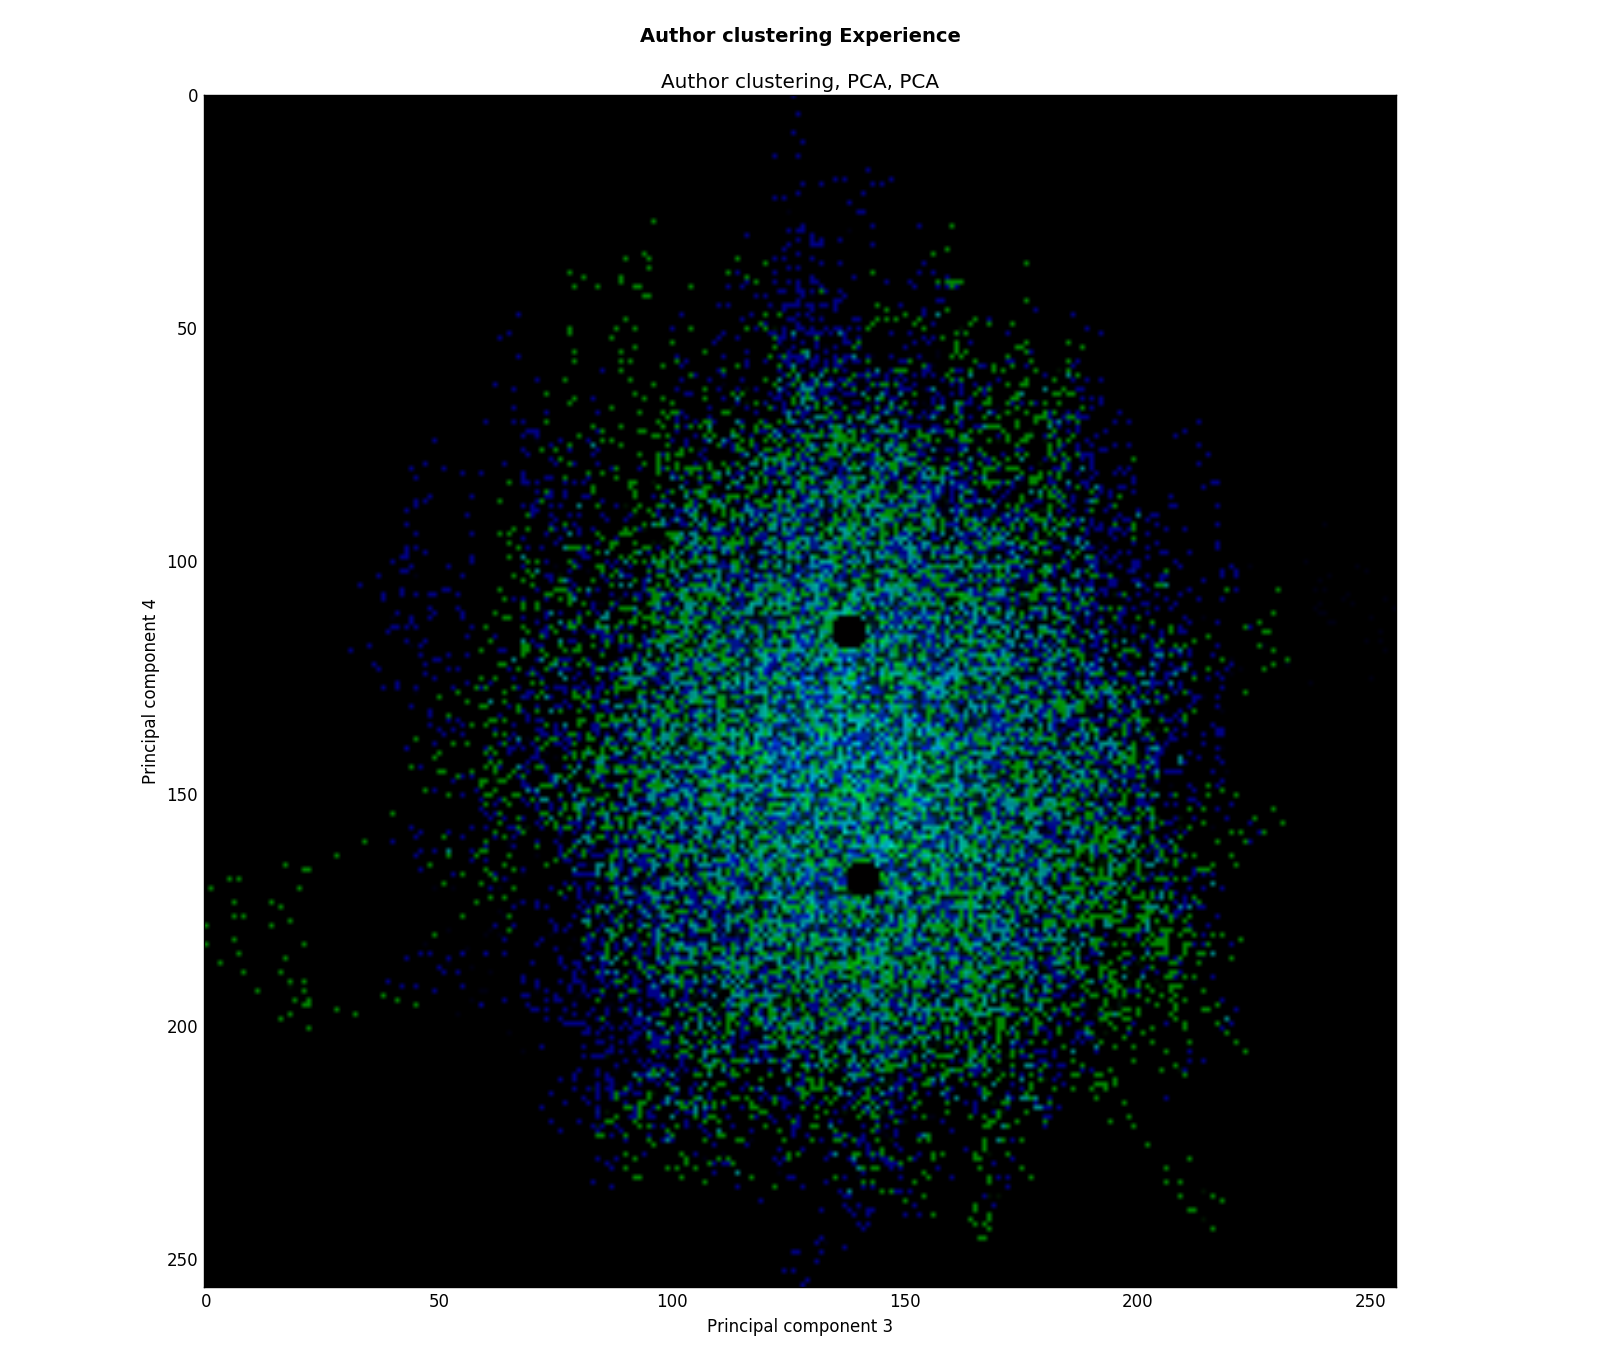 Author clustering Experience
Author clustering, PCA, PCA
0
50
100
150
200
250
Principal component 4
0 50 100 150 200 250
Principal component 3